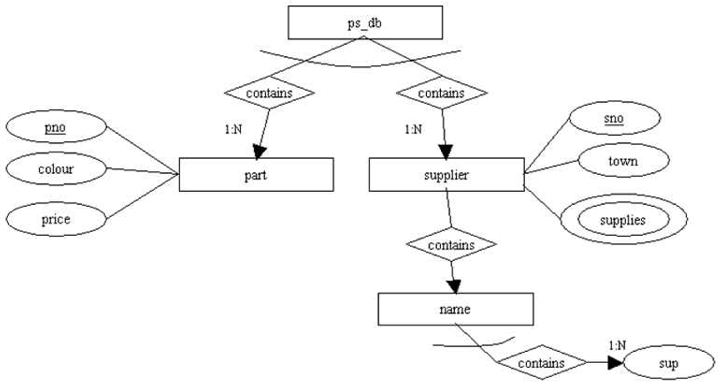 ps_db
contains
contains
1:N
1:N
pno
colour
price
part
supplier
sno
town
supplies
contains
name
contains
1:N
sup